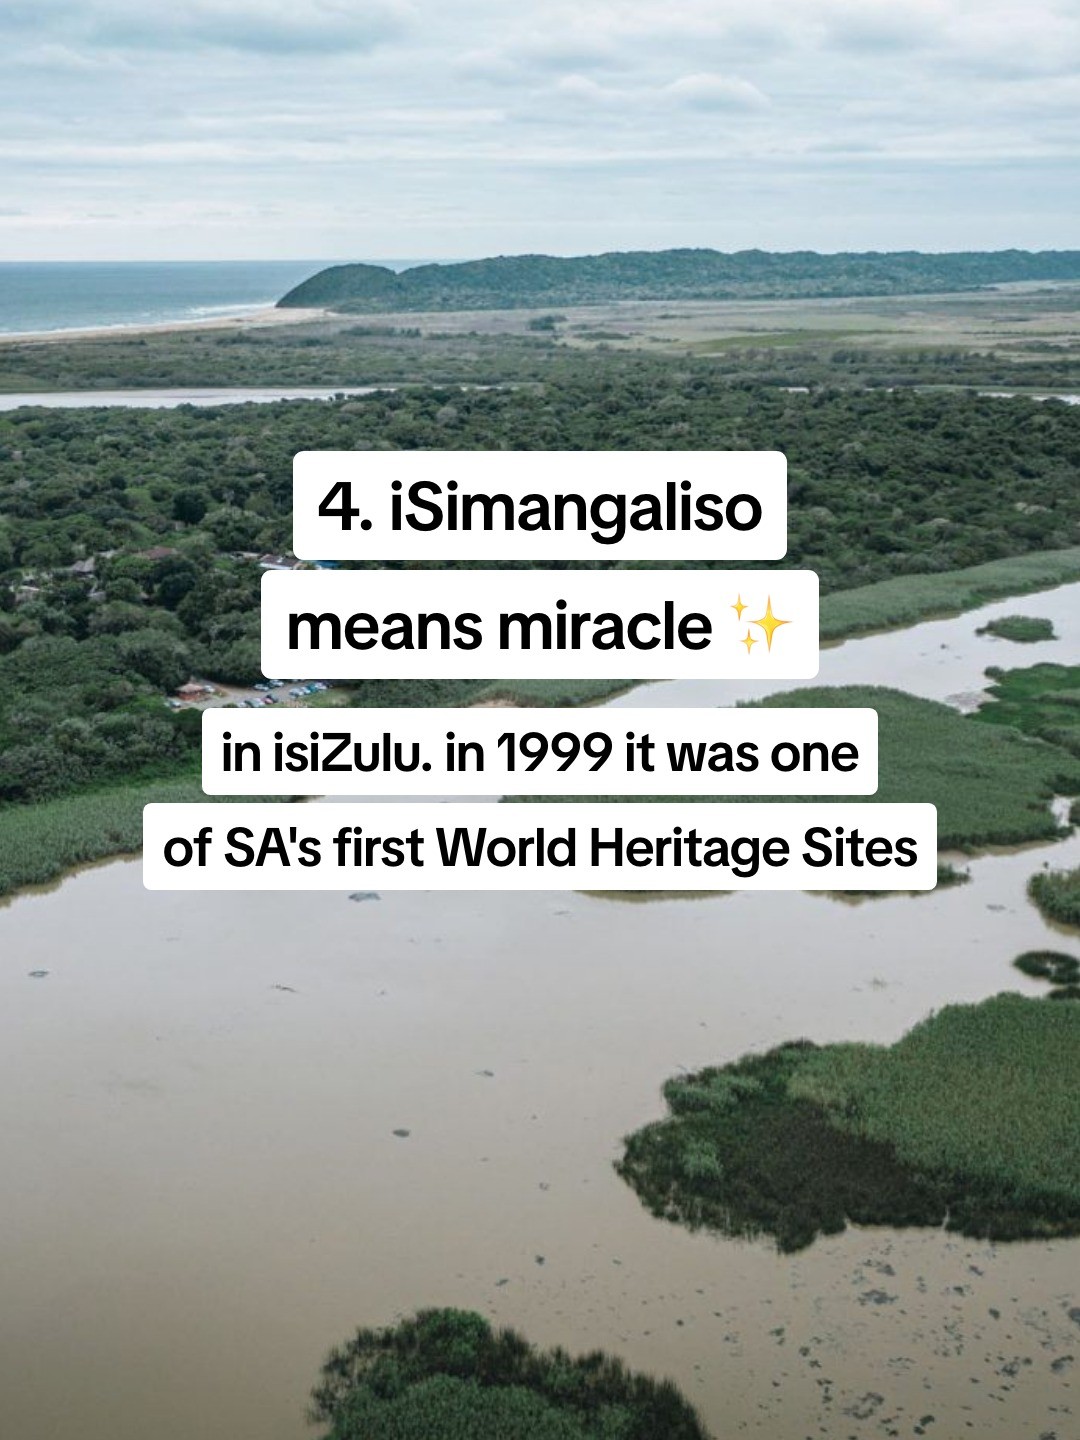 4. iSimangaliso
means miracle ✨
in isiZulu. in 1999 it was one
of SA's first World Heritage Sites